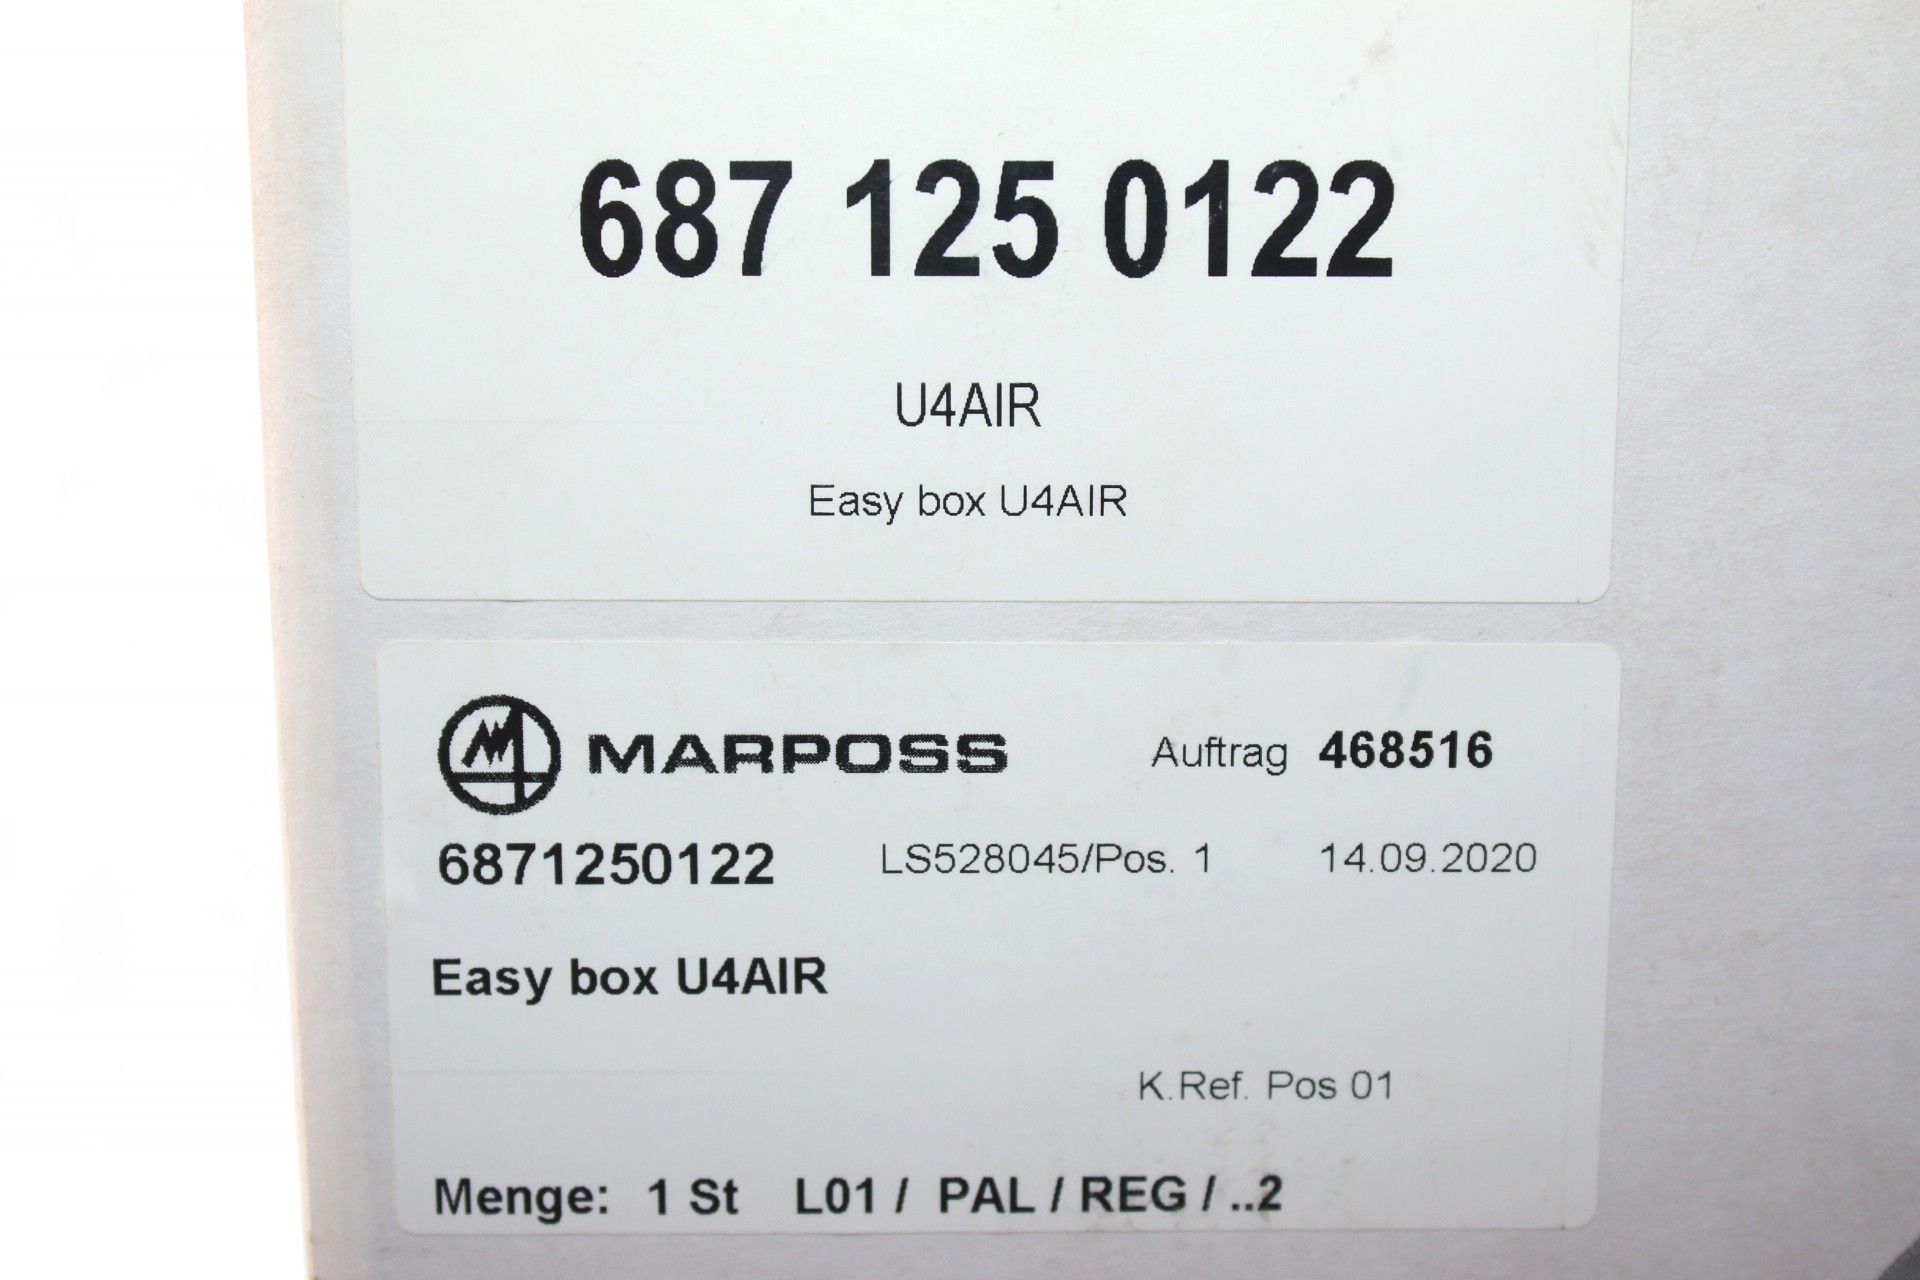 687 125 0122
U4AIR
Easy box U4AIR
MARPOSS Auftrag 468516
6871250122 LS528045/Pos. 1 14.09.2020
Easy box U4AIR
K.Ref. Pos 01
Menge: 1 St L01 / PAL / REG / ..2